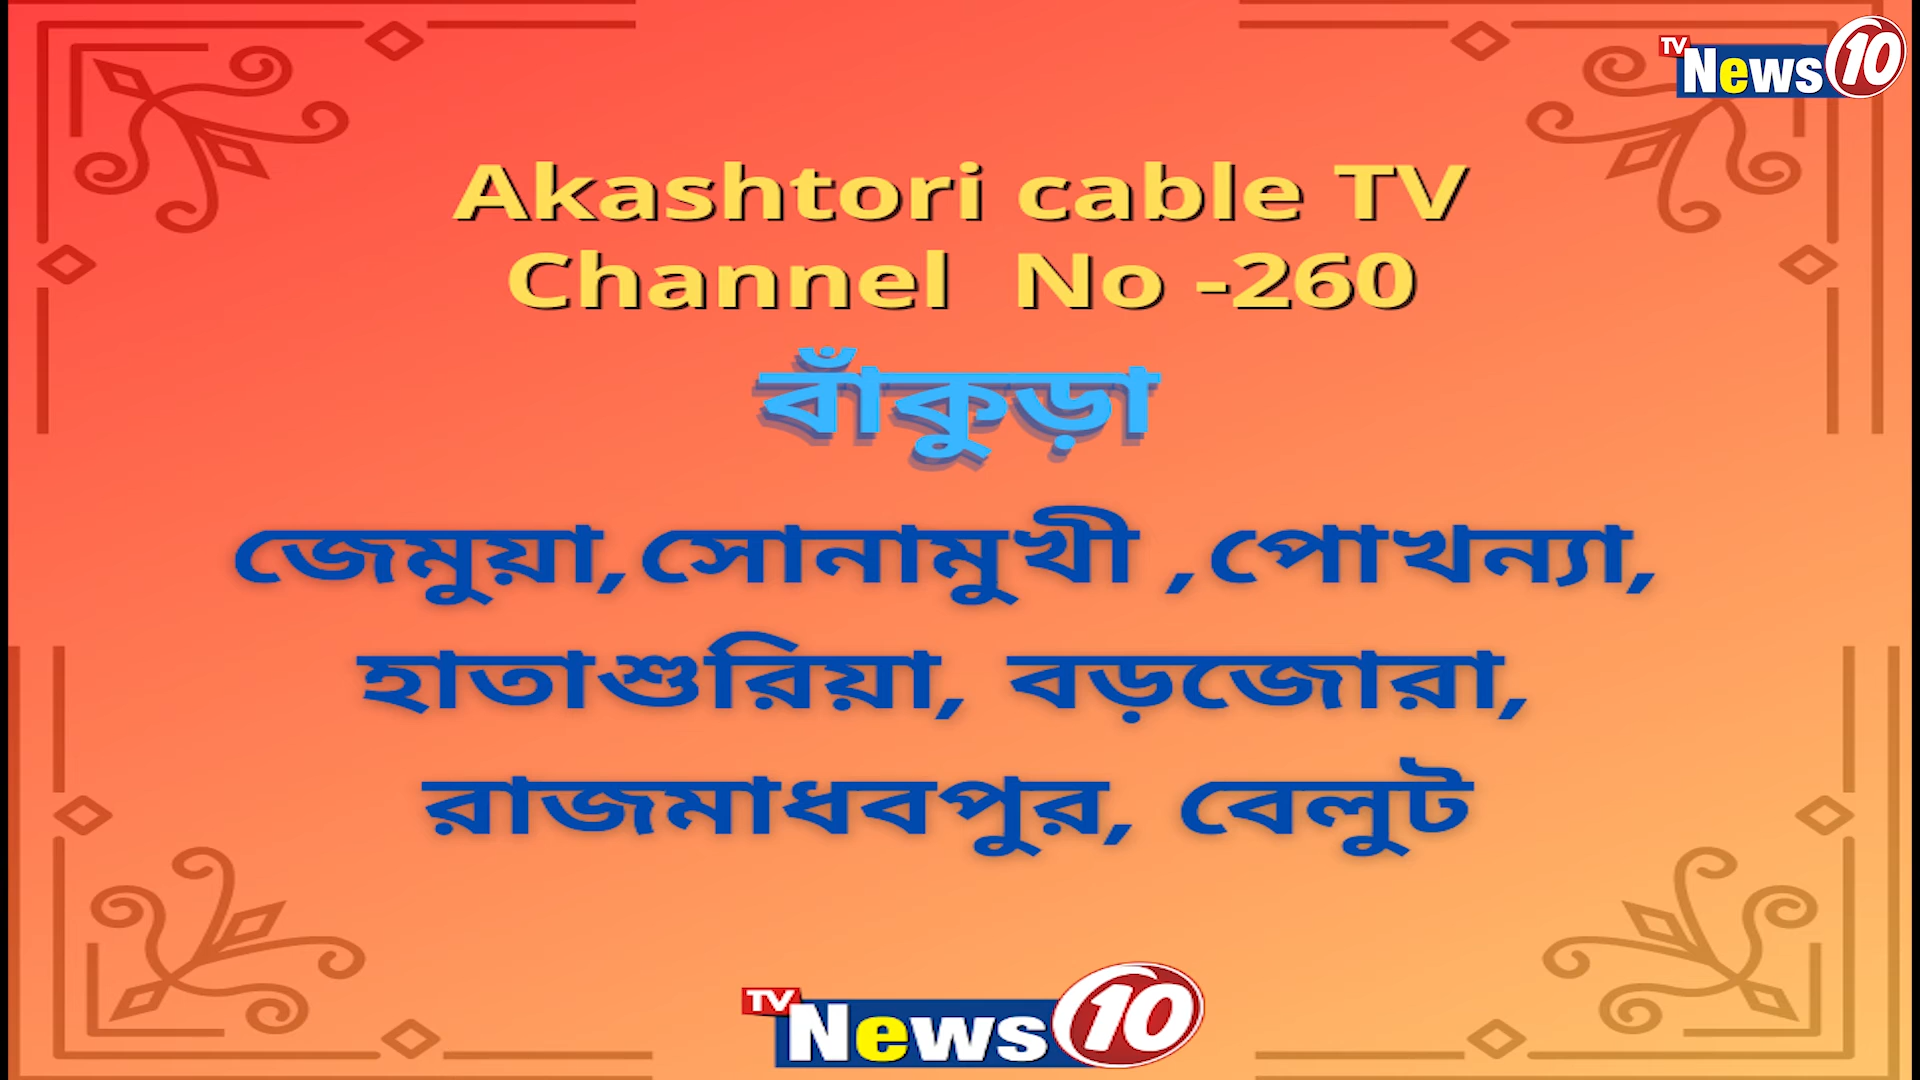 TV News 10
Akashtori cable TV
Channel No -260
বাঁকুড়া
জেমুয়া,সোনামুখী ,পোখন্যা,
হাতাশুরিয়া, বড়জোরা,
রাজমাধবপুর, বেলুট
TV News 10